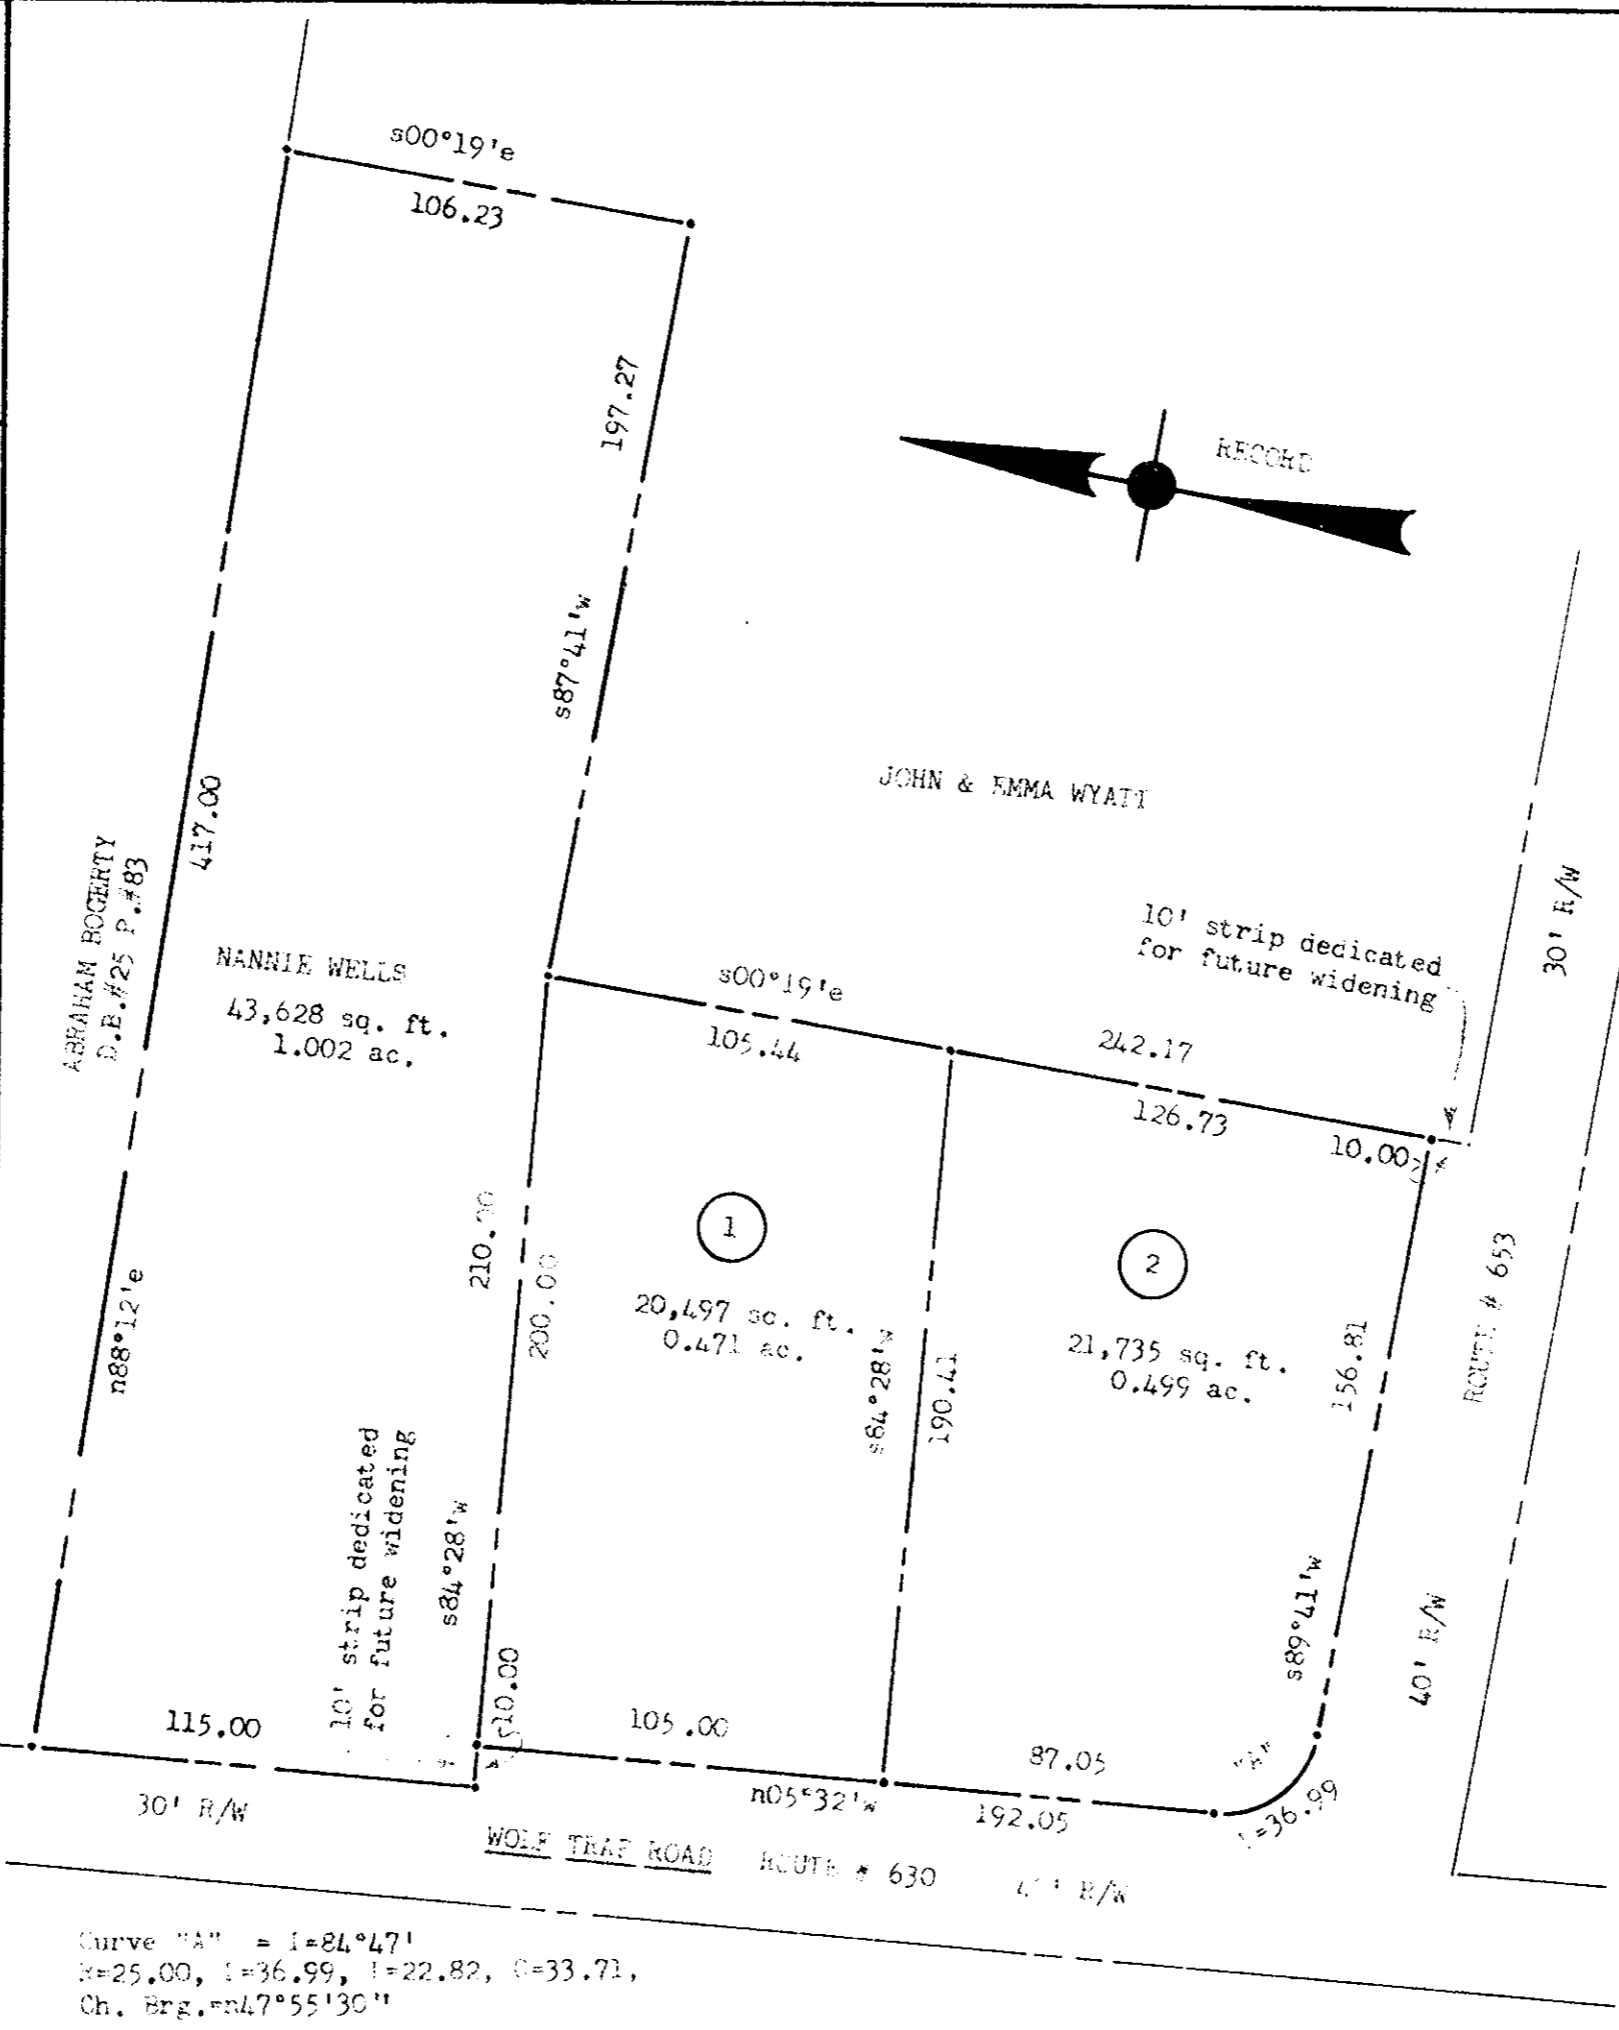 s00°19'e
106.23
197.27
RECORD
s87°41'w
417.00
JOHN & EMMA WYATT
ABRAHAM BOGERTY
D.B.#25 P.#83
30' R/W
10' strip dedicated
for future widening
NANNIE WELLS
43,628 sq. ft.
1.002 ac.
s00°19'e
105.44
242.17
126.73
10.00
1
2
210.00
200.00
20,497 sq. ft.
0.471 ac.
21,735 sq. ft.
0.499 ac.
s84°28'w
190.41
156.81
ROUTE # 653
n88°12'e
10' strip dedicated
for future widening
s84°28'w
10.00
s89°41'w
40' R/W
115.00
105.00
87.05
"A"
30' R/W
n05°32'w
192.05
=36.99
WOLF TRAP ROAD ROUTE # 630 R/W
Curve "A" = I=84°47'
R=25.00, L=36.99, T=22.82, C=33.71,
Ch. Brg.=n47°55'30"